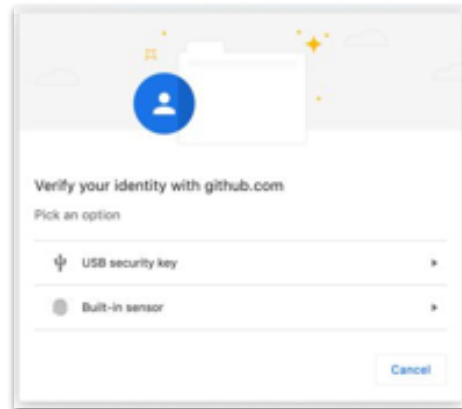 Verify your identity with github.com
Pick an option
USB security key
Built-in sensor
Cancel